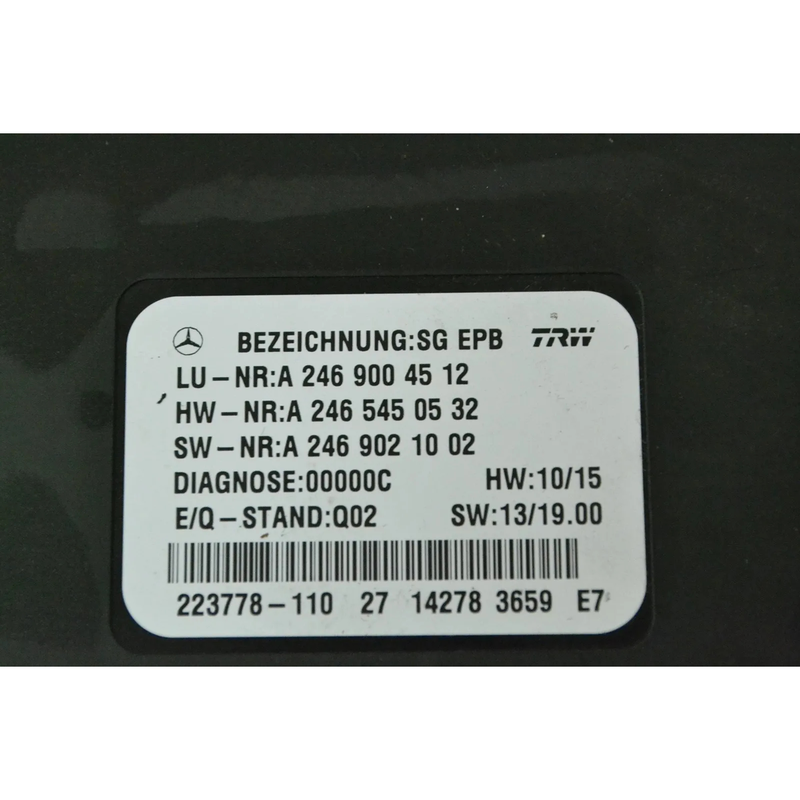 BEZEICHNUNG:SG EPB TRW
LU-NR:A 246 900 45 12
HW-NR:A 246 545 05 32
SW-NR:A 246 902 10 02
DIAGNOSE:00000C HW:10/15
E/Q-STAND:Q02 SW:13/19.00
223778-110 27 14278 3659 E7